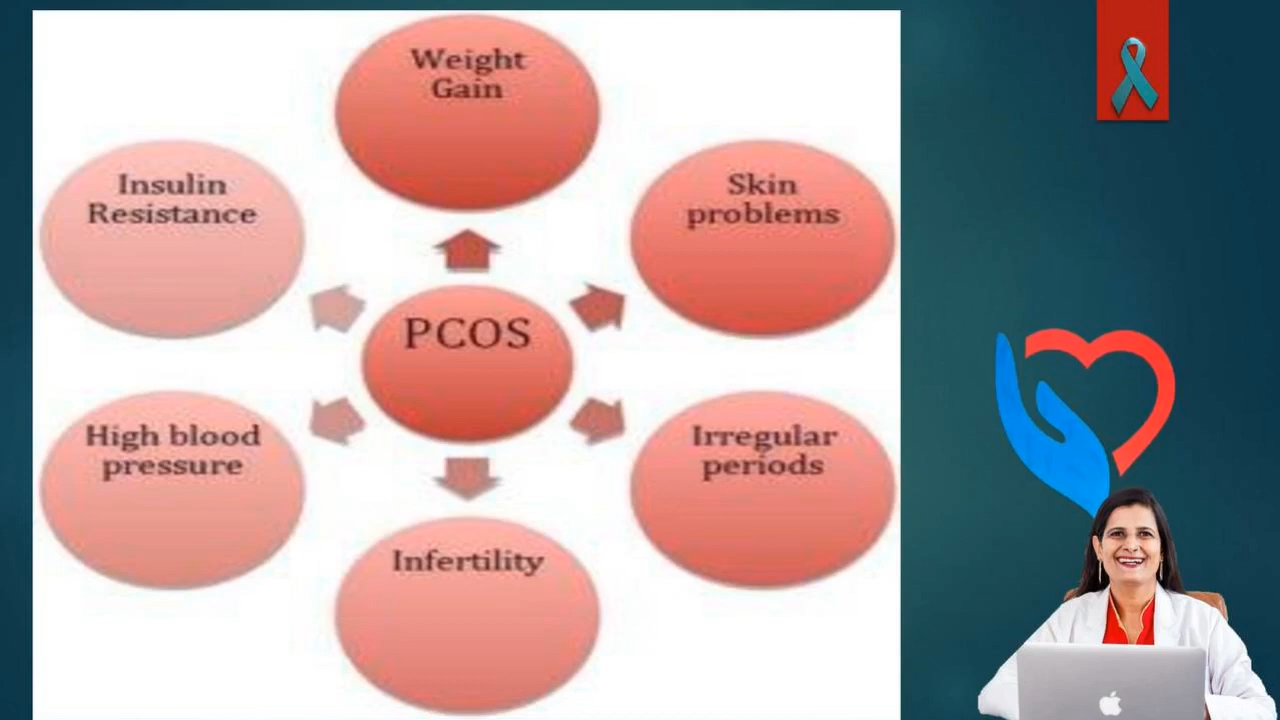 Weight
Gain
Insulin
Resistance
Skin
problems
PCOS
High blood
pressure
Irregular
periods
Infertility